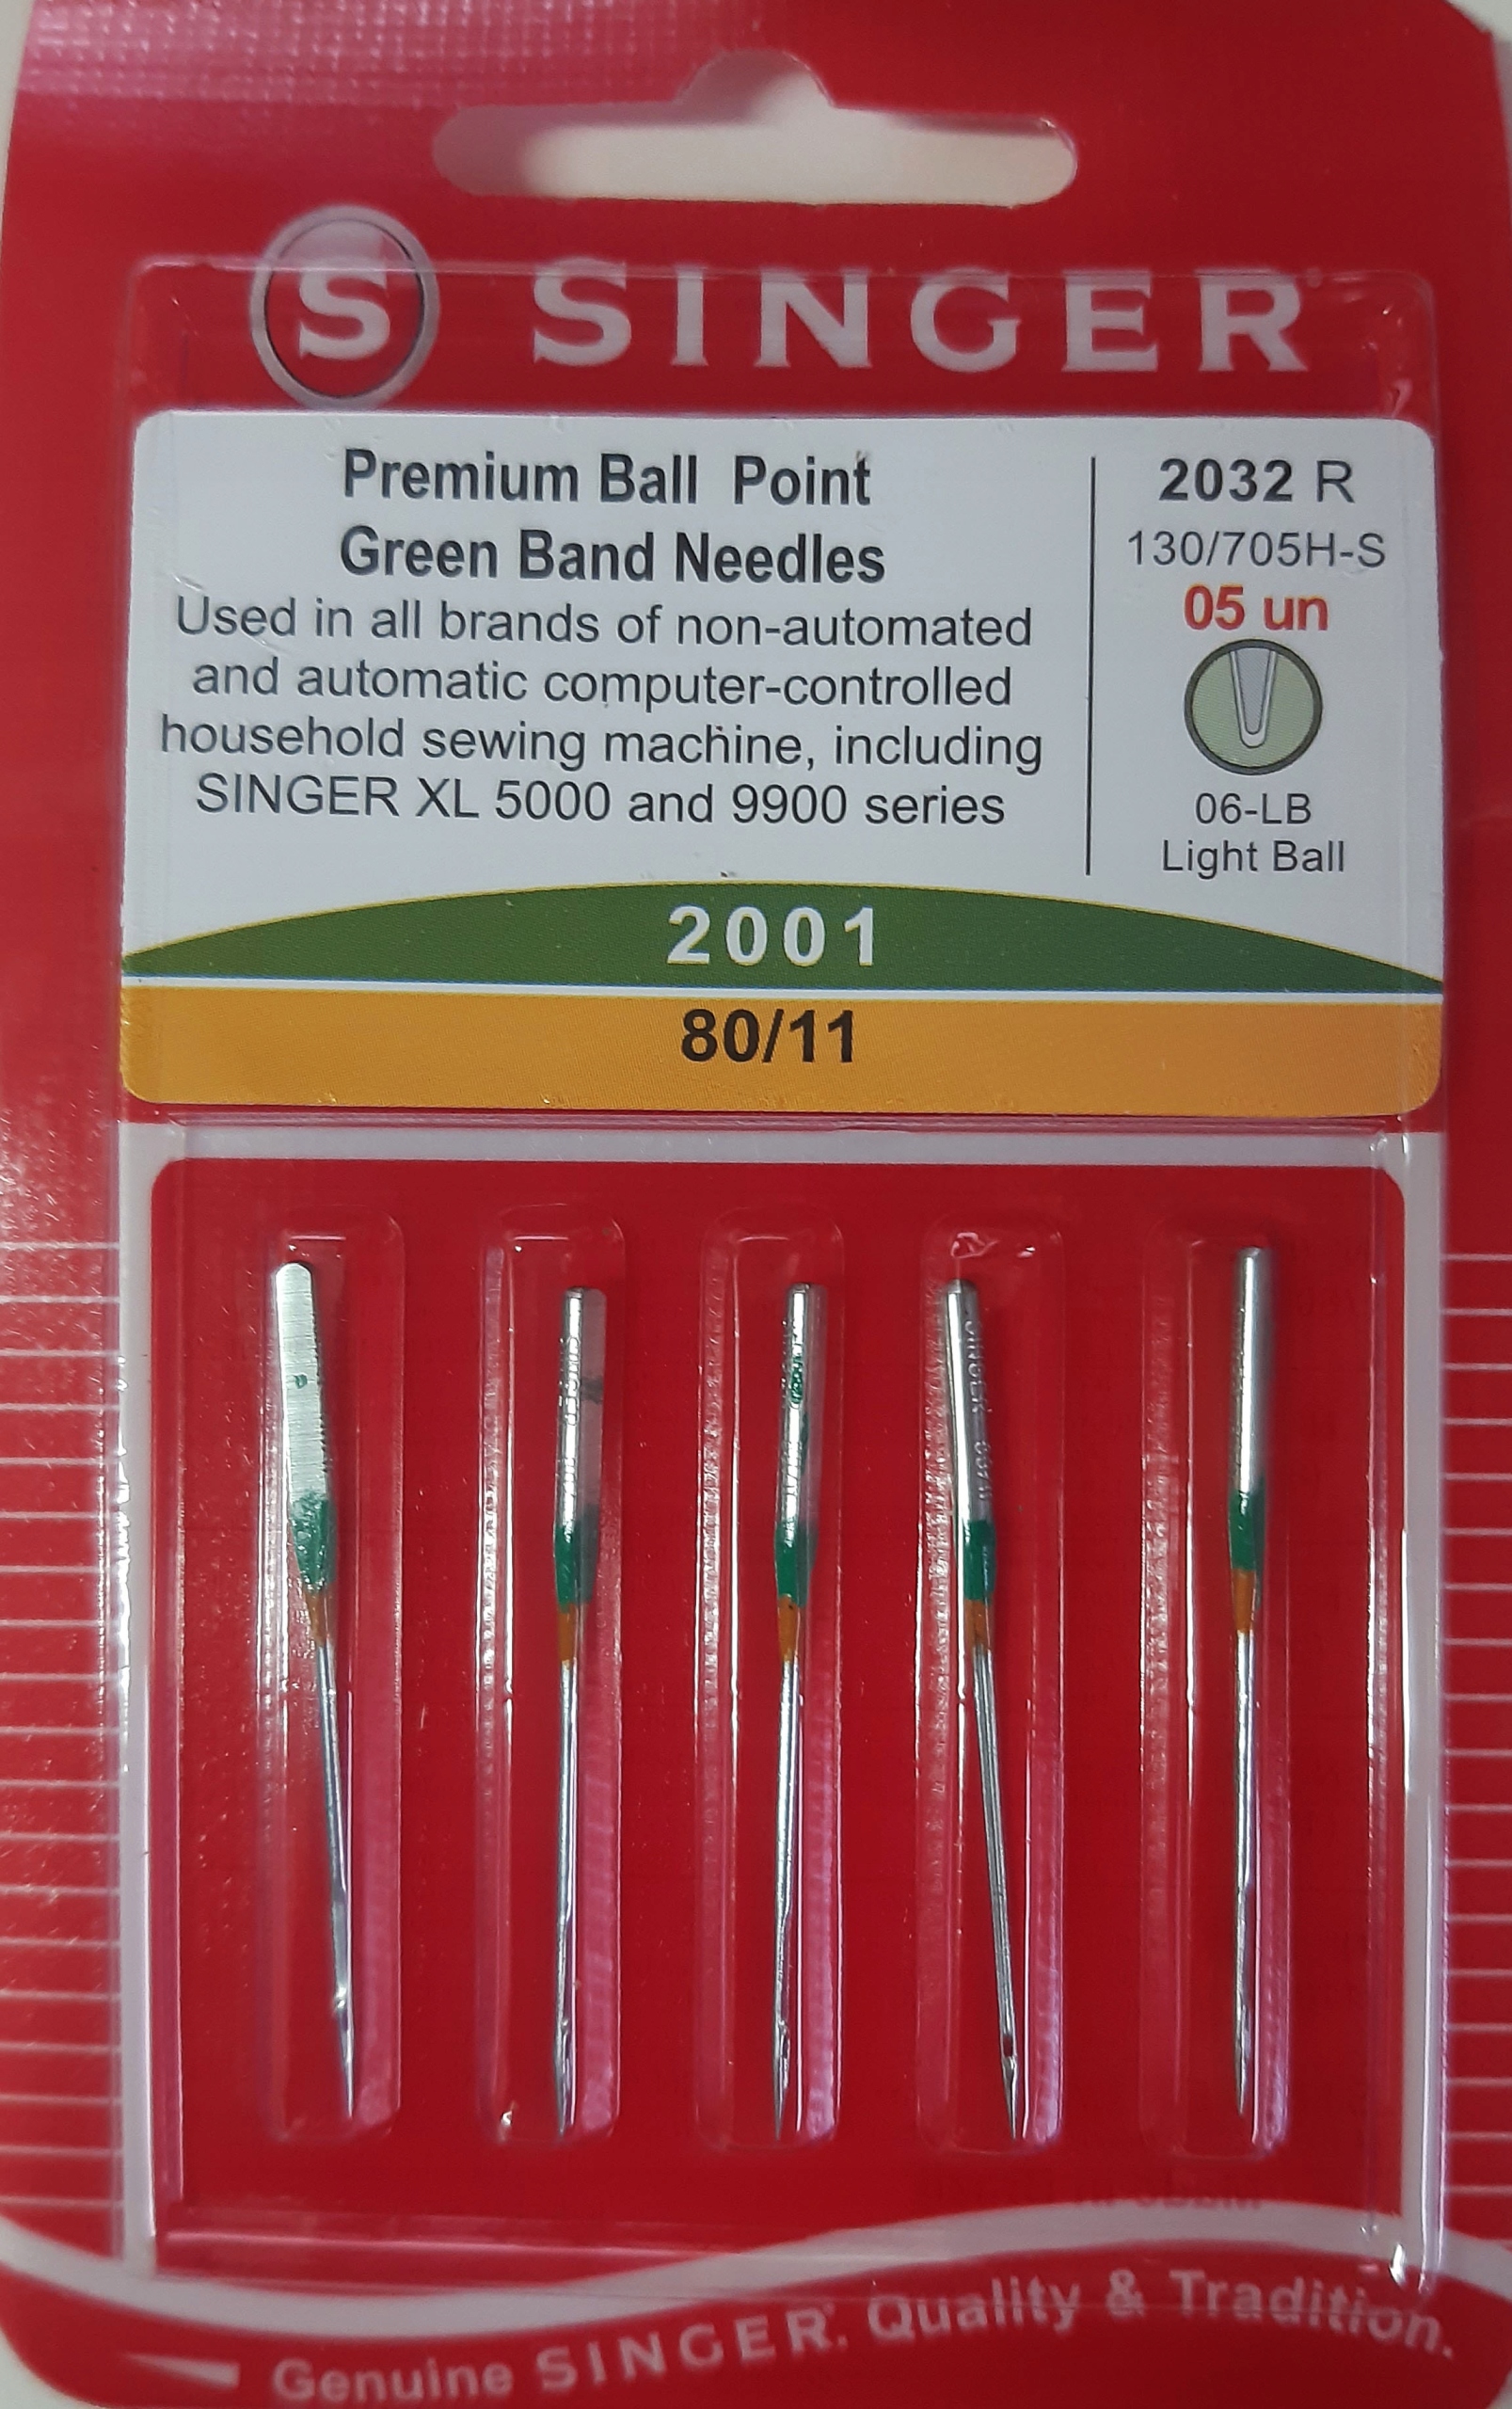 S SINGER
Premium Ball Point
Green Band Needles
Used in all brands of non-automated
and automatic computer-controlled
household sewing machine, including
SINGER XL 5000 and 9900 series
2032 R
130/705H-S
05 un
06-LB
Light Ball
2001
80/11
SINGER
Genuine SINGER. Quality & Tradition.